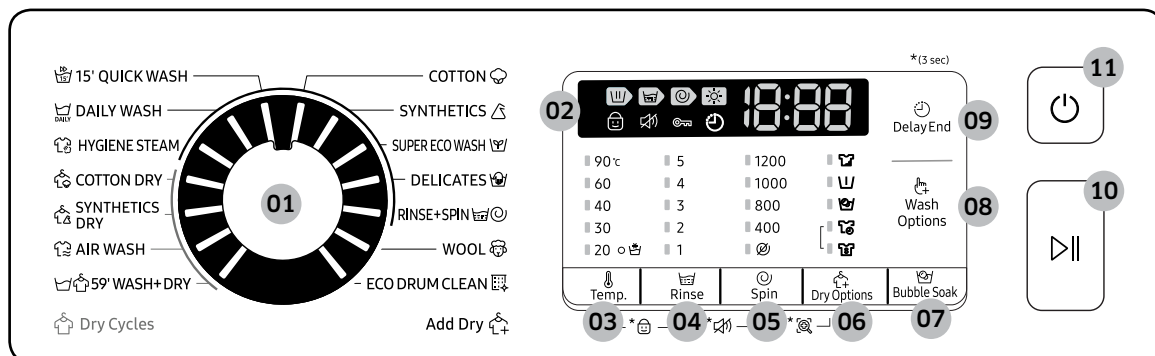 15' QUICK WASH
DAILY WASH
DAILY
HYGIENE STEAM
COTTON DRY
SYNTHETICS
DRY
AIR WASH
59' WASH+DRY
Dry Cycles
01
COTTON
SYNTHETICS
SUPER ECO WASH
DELICATES
RINSE+SPIN
WOOL
ECO DRUM CLEAN
Add Dry
02
18:88
*(3 sec)
90℃ 5 1200
60 4 1000
40 3 800
30 2 400
20 1
Temp. Rinse Spin Dry Options Bubble Soak
03 * 04 * 05 * 06 07
Delay End
09
Wash
Options
08
11
10